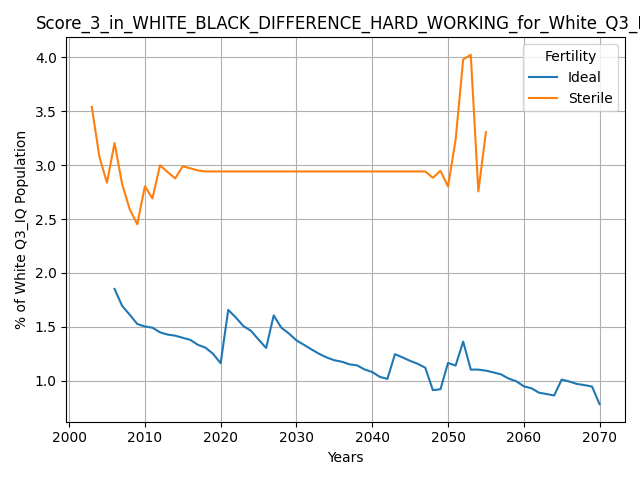 Score_3_in_WHITE_BLACK_DIFFERENCE_HARD_WORKING_for_White_Q3_I
% of White Q3_IQ Population
4.0
3.5
3.0
2.5
2.0
1.5
1.0
Fertility
Ideal
Sterile
2000 2010 2020 2030 2040 2050 2060 2070
Years